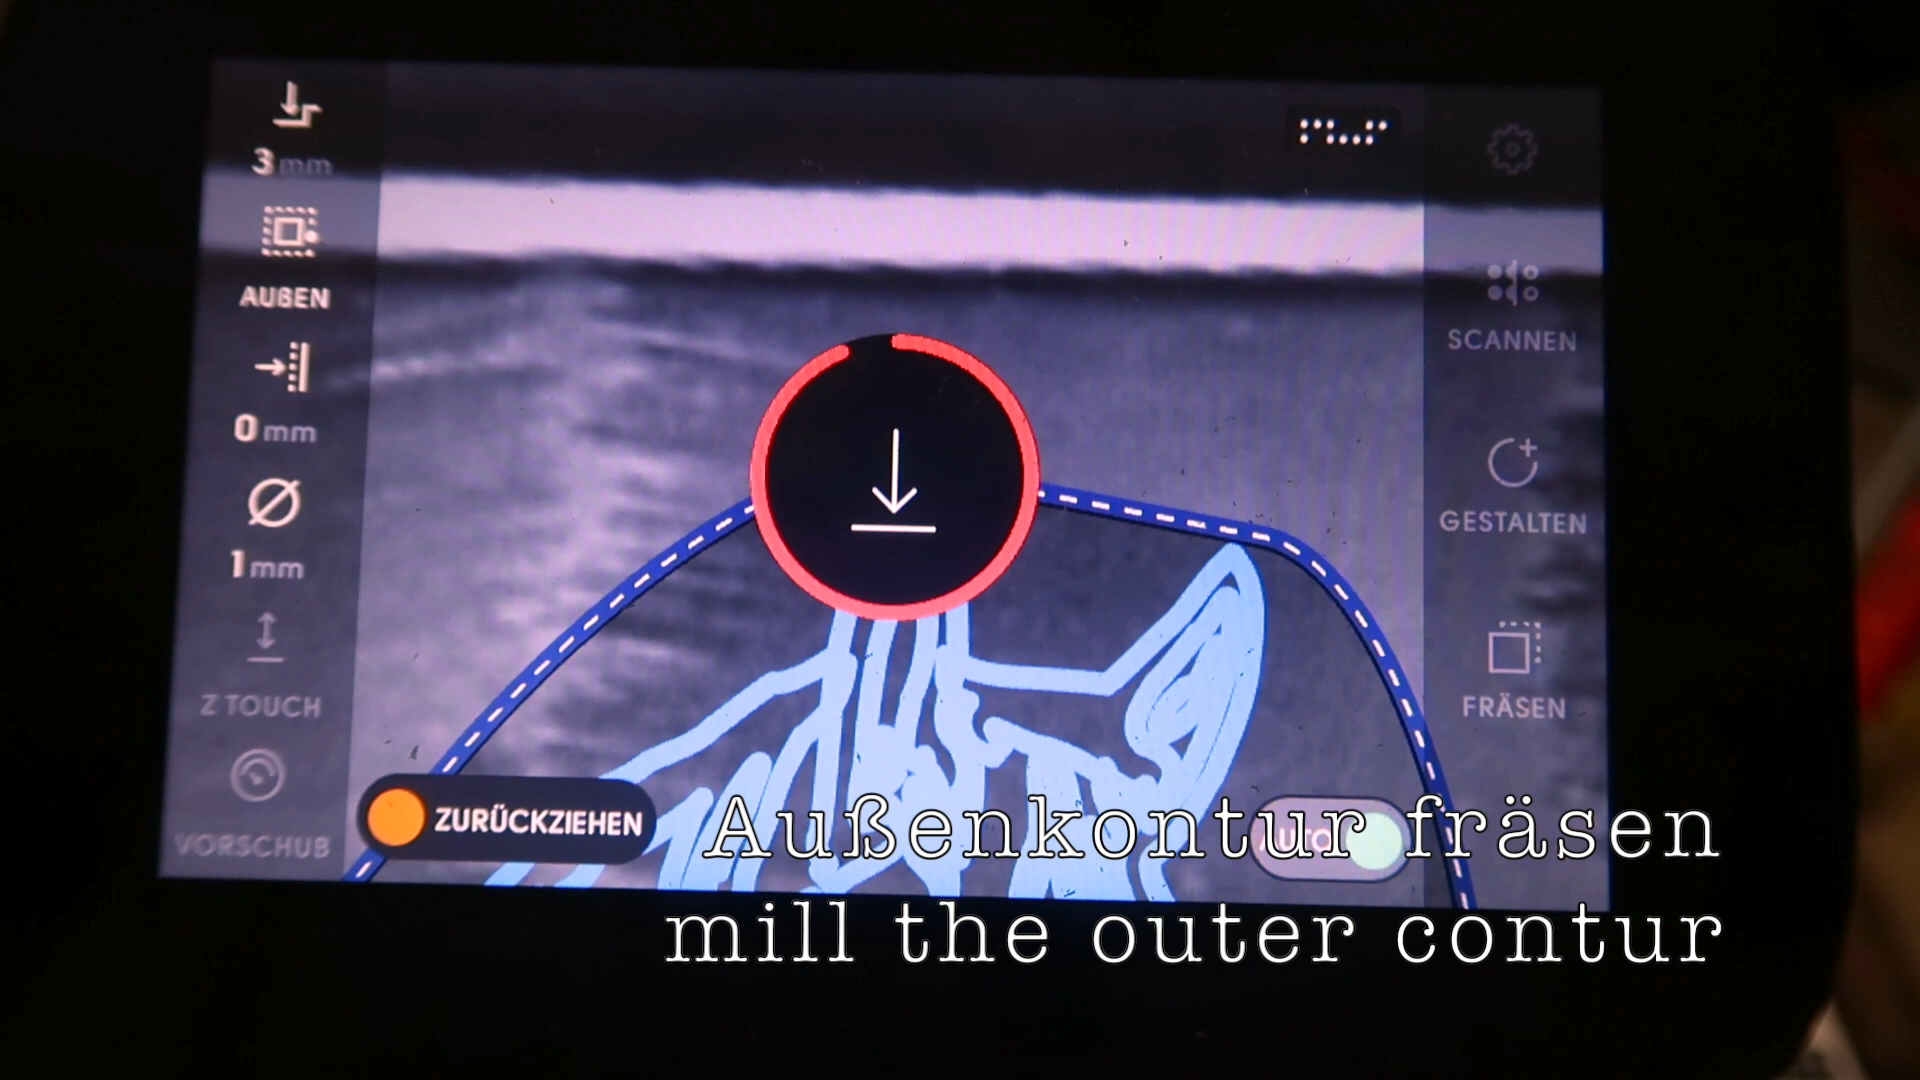 3 mm
AUßEN
0 mm
1 mm
Z TOUCH
VORSCHUB
ZURÜCKZIEHEN
SCANNEN
GESTALTEN
FRÄSEN
Außenkontur fräsen
mill the outer contur